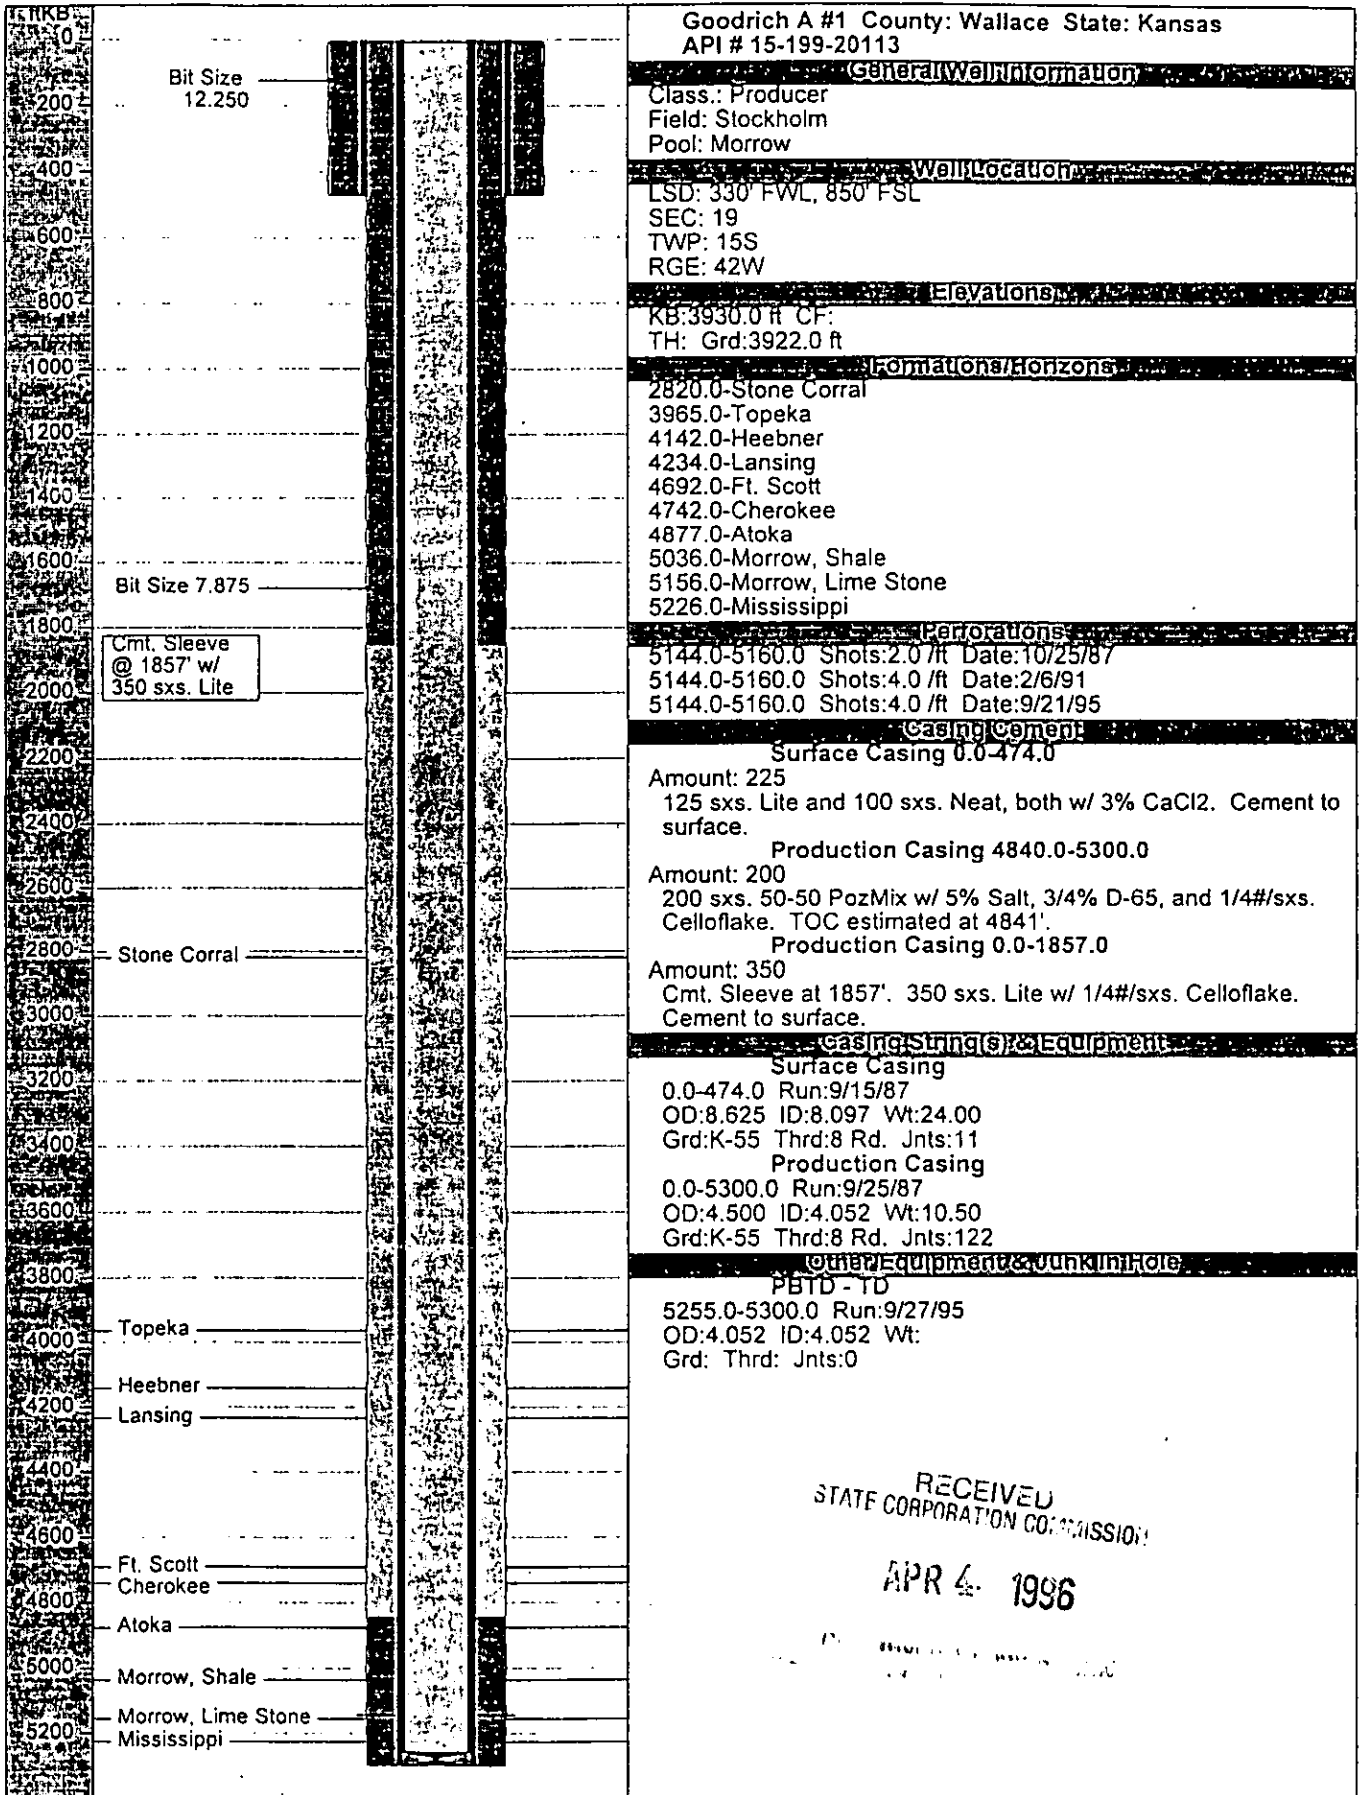 ftKB
0
200
400
600
800
1000
1200
1400
1600
1800
2000
2200
2400
2600
2800
3000
3200
3400
3600
3800
4000
4200
4400
4600
4800
5000
5200
Bit Size
12.250
Bit Size 7.875
Cmt. Sleeve
@ 1857' w/
350 sxs. Lite
Stone Corral
Topeka
Heebner
Lansing
Ft. Scott
Cherokee
Atoka
Morrow, Shale
Morrow, Lime Stone
Mississippi
Goodrich A #1 County: Wallace State: Kansas
API # 15-199-20113
General Well Information
Class.: Producer
Field: Stockholm
Pool: Morrow
Well Location
LSD: 330' FWL, 850' FSL
SEC: 19
TWP: 15S
RGE: 42W
Elevations
KB:3930.0 ft CF:
TH: Grd:3922.0 ft
Formations/Horizons
2820.0-Stone Corral
3965.0-Topeka
4142.0-Heebner
4234.0-Lansing
4692.0-Ft. Scott
4742.0-Cherokee
4877.0-Atoka
5036.0-Morrow, Shale
5156.0-Morrow, Lime Stone
5226.0-Mississippi
Perforations
5144.0-5160.0 Shots:2.0 /ft Date:10/25/87
5144.0-5160.0 Shots:4.0 /ft Date:2/6/91
5144.0-5160.0 Shots:4.0 /ft Date:9/21/95
Casing Cement
Surface Casing 0.0-474.0
Amount: 225
125 sxs. Lite and 100 sxs. Neat, both w/ 3% CaCl2. Cement to
surface.
Production Casing 4840.0-5300.0
Amount: 200
200 sxs. 50-50 PozMix w/ 5% Salt, 3/4% D-65, and 1/4#/sxs.
Celloflake. TOC estimated at 4841'.
Production Casing 0.0-1857.0
Amount: 350
Cmt. Sleeve at 1857'. 350 sxs. Lite w/ 1/4#/sxs. Celloflake.
Cement to surface.
Casing String(s) & Equipment
Surface Casing
0.0-474.0 Run:9/15/87
OD:8.625 ID:8.097 Wt:24.00
Grd:K-55 Thrd:8 Rd. Jnts:11
Production Casing
0.0-5300.0 Run:9/25/87
OD:4.500 ID:4.052 Wt:10.50
Grd:K-55 Thrd:8 Rd. Jnts:122
Other Equipment & Junk In Hole
PBTD - TD
5255.0-5300.0 Run:9/27/95
OD:4.052 ID:4.052 Wt:
Grd: Thrd: Jnts:0
RECEIVED
STATE CORPORATION COMMISSION
APR 4 1996